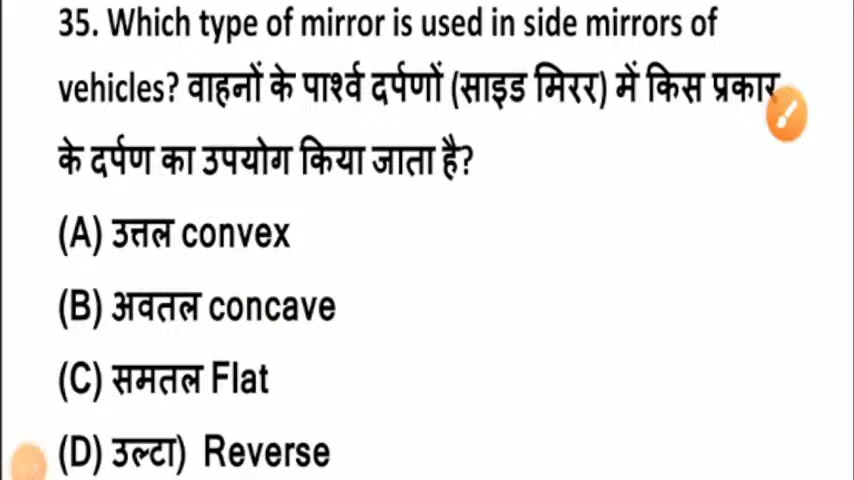 35. Which type of mirror is used in side mirrors of
vehicles? वाहनों के पार्श्व दर्पणों (साइड मिरर) में किस प्रकार
के दर्पण का उपयोग किया जाता है?
(A) उत्तल convex
(B) अवतल concave
(C) समतल Flat
(D) उल्टा) Reverse